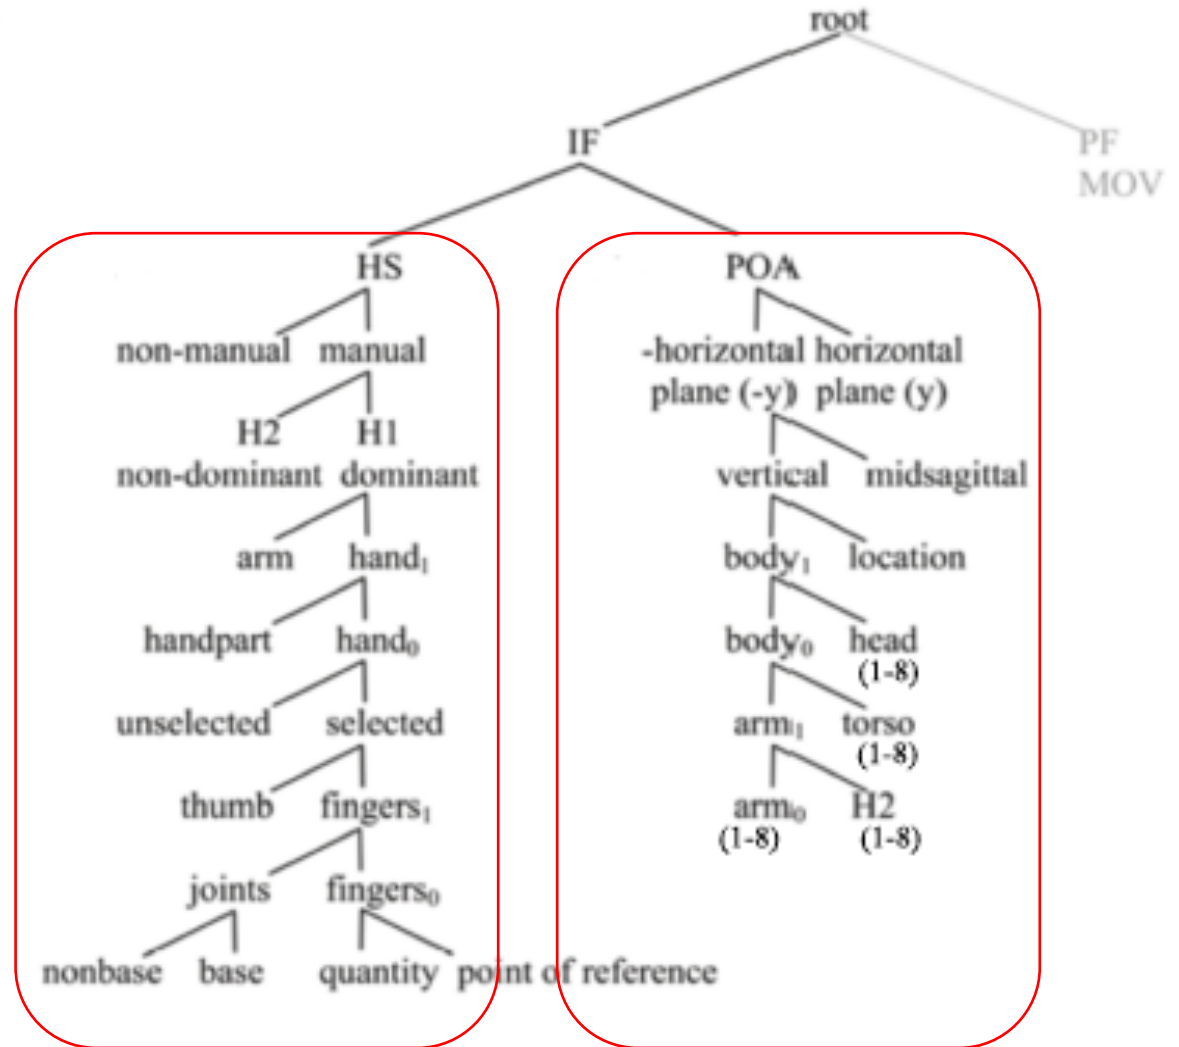 root
IF PF
MOV
HS POA
non-manual manual -horizontal horizontal
plane (-y) plane (y)
H2 H1
non-dominant dominant vertical midsagittal
arm hand₁ body₁ location
handpart hand₀ body₀ head
(1-8)
unselected selected arm₁ torso
(1-8)
thumb fingers₁ arm₀ H2
(1-8) (1-8)
joints fingers₀
nonbase base quantity point of reference